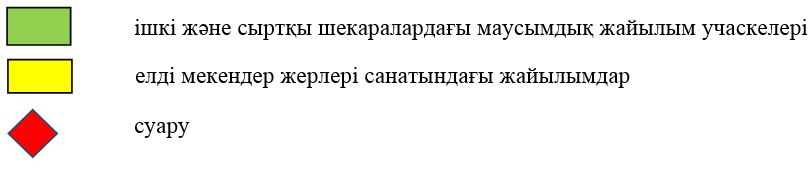 ішкі және сыртқы шекаралардағы маусымдық жайылым учаскелері
елді мекендер жерлері санатындағы жайылымдар
суару